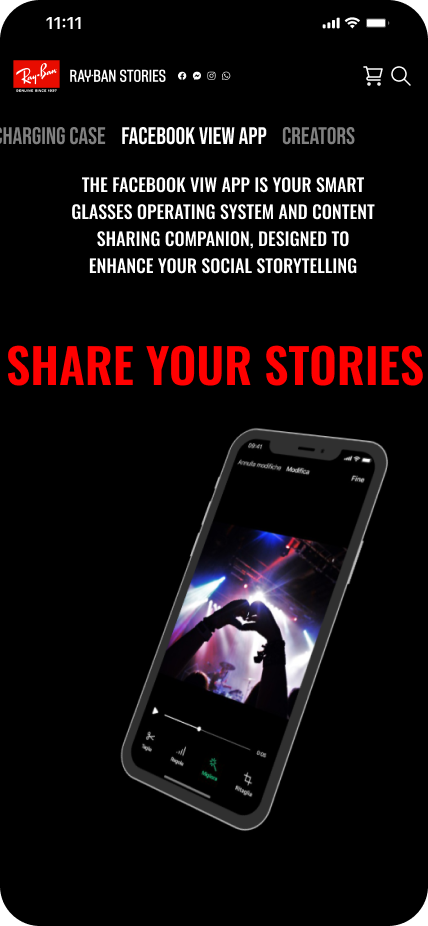 11:11
Ray-Ban
GENUINE SINCE 1937
RAY-BAN STORIES
CHARGING CASE FACEBOOK VIEW APP CREATORS
THE FACEBOOK VIW APP IS YOUR SMART
GLASSES OPERATING SYSTEM AND CONTENT
SHARING COMPANION, DESIGNED TO
ENHANCE YOUR SOCIAL STORYTELLING
SHARE YOUR STORIES
09:41
Annulla modifiche Modifica Fine
0:06
Taglia Regola Migliora Ritaglia